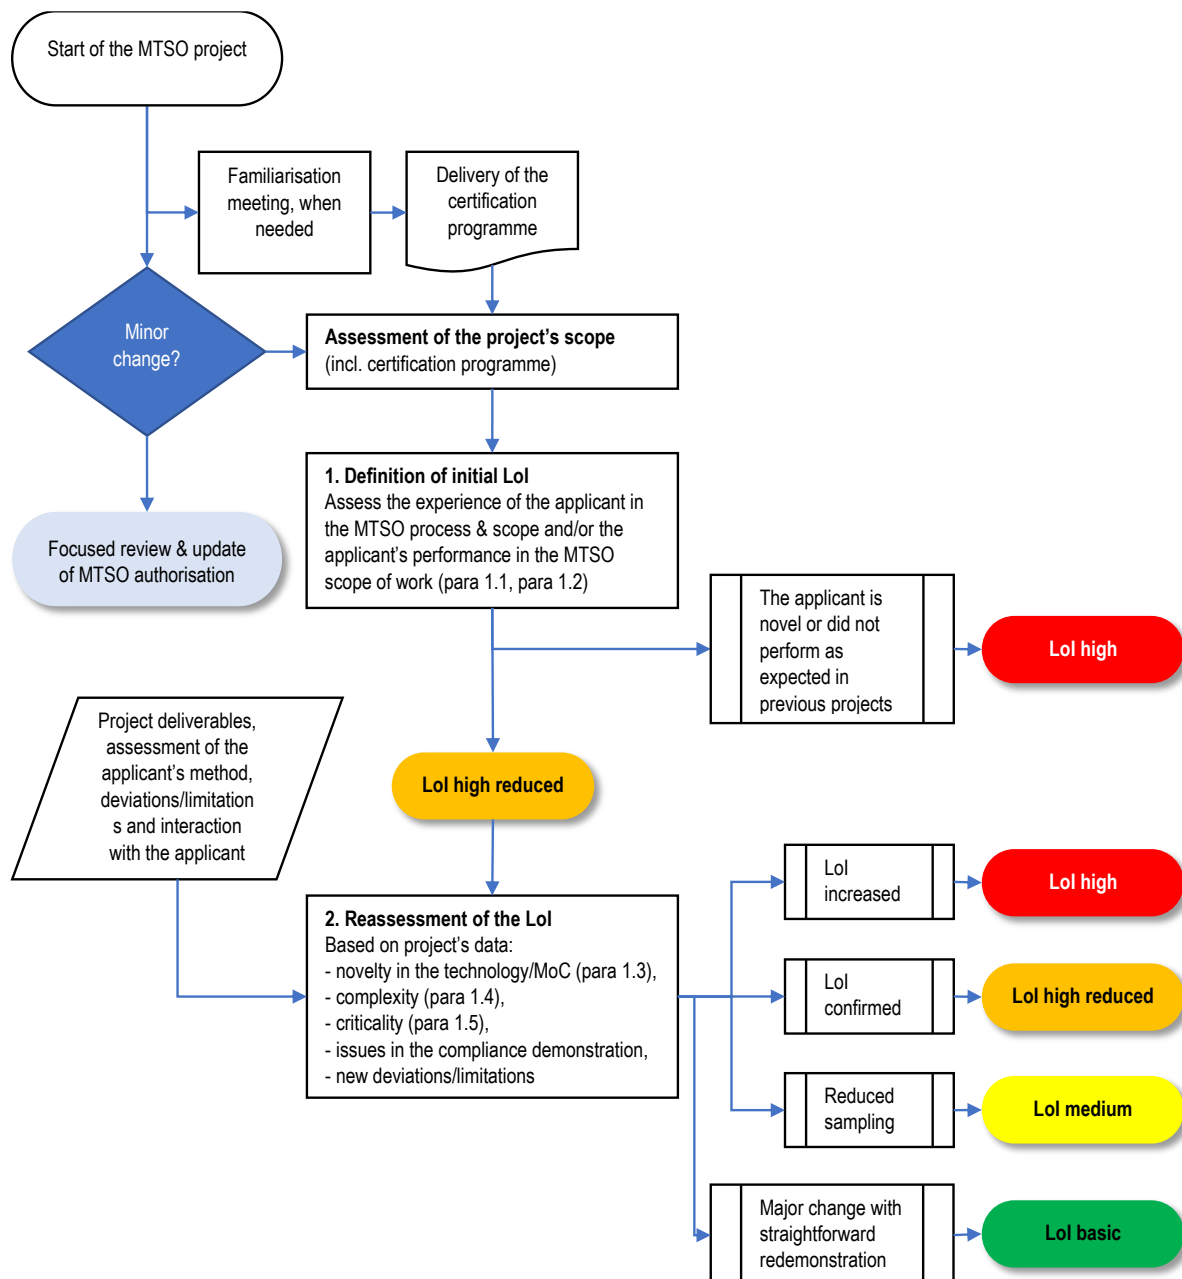 Start of the MTSO project
Familiarisation
meeting, when
needed
Delivery of the
certification
programme
Minor
change?
Assessment of the project's scope
(incl. certification programme)
1. Definition of initial LoI
Assess the experience of the applicant in
the MTSO process & scope and/or the
applicant's performance in the MTSO
scope of work (para 1.1, para 1.2)
Focused review & update
of MTSO authorisation
The applicant is
novel or did not
perform as
expected in
previous projects
LoI high
Project deliverables,
assessment of the
applicant's method,
deviations/limitation
s and interaction
with the applicant
LoI high reduced
2. Reassessment of the LoI
Based on project's data:
- novelty in the technology/MoC (para 1.3),
- complexity (para 1.4),
- criticality (para 1.5),
- issues in the compliance demonstration,
- new deviations/limitations
LoI
increased
LoI high
LoI
confirmed
LoI high reduced
Reduced
sampling
LoI medium
Major change with
straightforward
redemonstration
LoI basic